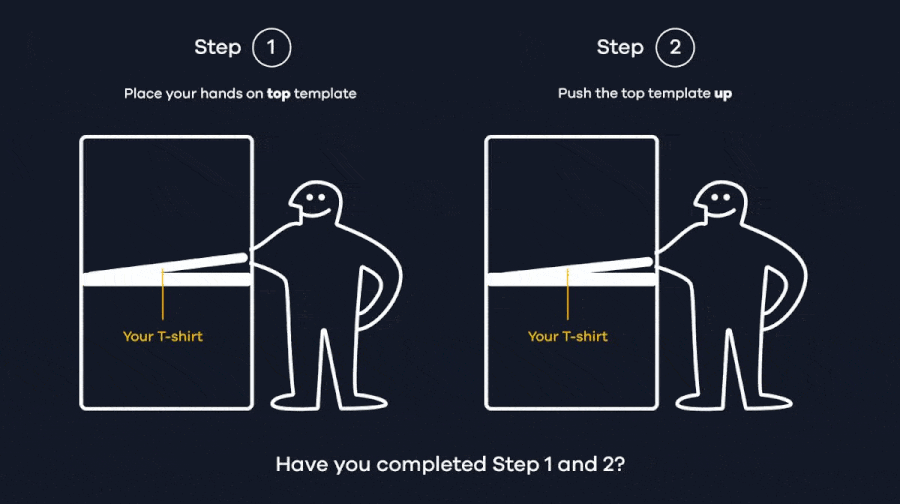 Step 1
Place your hands on top template
Your T-shirt
Step 2
Push the top template up
Your T-shirt
Have you completed Step 1 and 2?